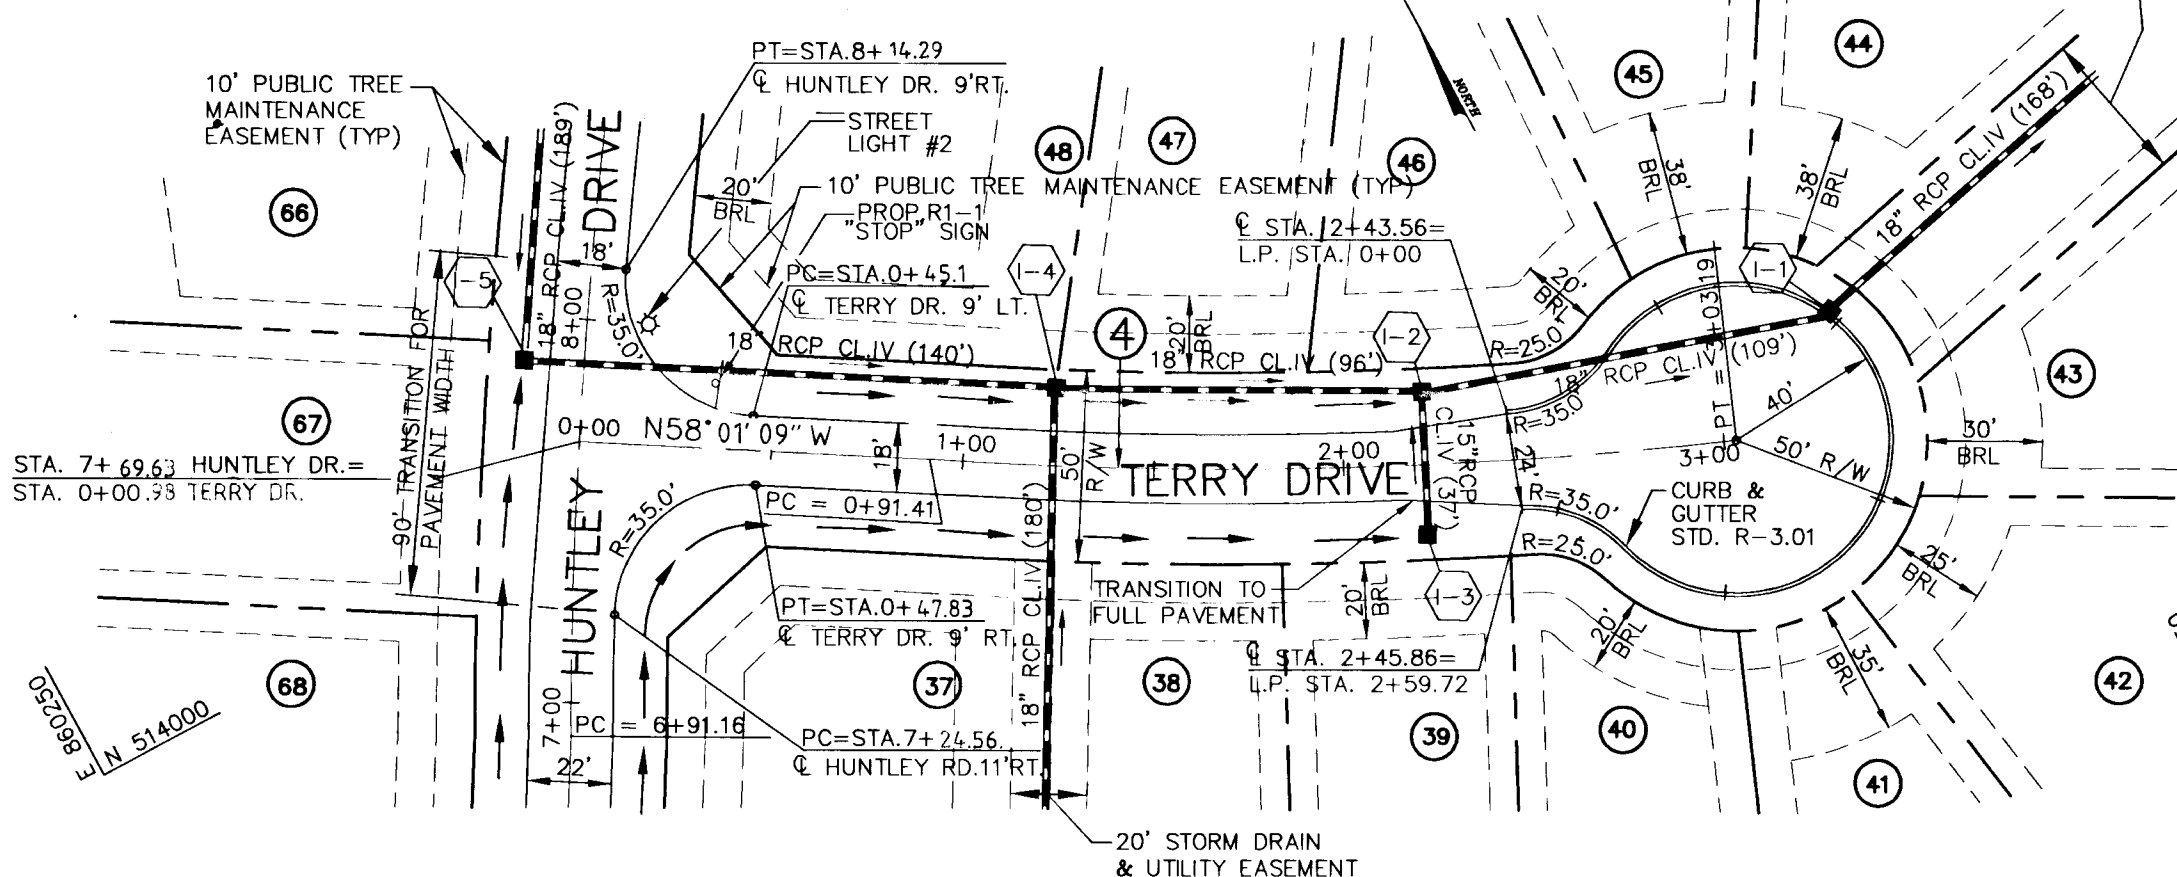 10' PUBLIC TREE
MAINTENANCE
EASEMENT (TYP)
PT=STA.8+14.29
℄ HUNTLEY DR. 9'RT.
STREET
LIGHT #2
10' PUBLIC TREE MAINTENANCE EASEMENT (TYP)
PROP.R1-1
"STOP" SIGN
PC=STA.0+45.1
℄ TERRY DR. 9' LT.
20'
BRL
48
47
46
45
44
NORTH
℄ STA. 2+43.56=
L.P. STA. 0+00
38'
BRL
38'
BRL
18" RCP CL.IV (168')
66
18" RCP CL.IV (189')
DRIVE
18'
I-5
8+00
R=35.0'
I-4
4
20'
BRL
I-2
20'
BRL
I-1
PT = 3+03.19
18'
RCP CL.IV (140')
18" RCP CL.IV (96')
R=25.0'
18" RCP CL.IV (109')
R=35.0'
40'
43
67
90' TRANSITION FOR
PAVEMENT WIDTH
0+00
N58°01'09"W
1+00
2+00
3+00
50' R/W
30'
BRL
STA. 7+69.63 HUNTLEY DR.=
STA. 0+00.98 TERRY DR.
18'
50'
R/W
TERRY DRIVE
15"RCP
CL.IV (37')
24'
R=35.0'
CURB &
GUTTER
STD. R-3.01
PC = 0+91.41
HUNTLEY
R=35.0'
R=25.0'
25'
BRL
18" RCP CL.IV (180')
TRANSITION TO
FULL PAVEMENT
20'
BRL
I-3
20'
BRL
35'
BRL
PT=STA.0+47.83
℄ TERRY DR. 9' RT.
℄ STA. 2+45.86=
L.P. STA. 2+59.72
68
37
38
39
40
41
42
E 860250
N 514000
7+00
PC = 6+91.16
22'
PC=STA.7+24.56
℄ HUNTLEY RD.11'RT.
20' STORM DRAIN
& UTILITY EASEMENT